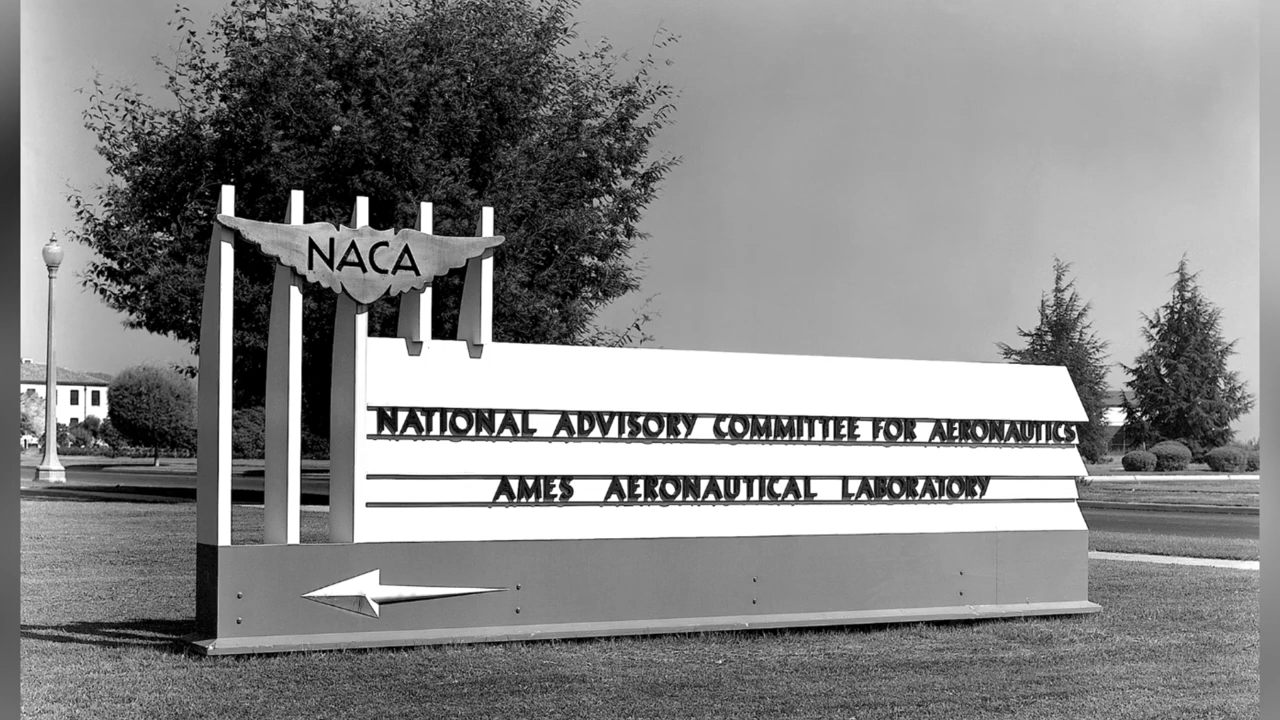 NACA
NATIONAL ADVISORY COMMITTEE FOR AERONAUTICS
AMES AERONAUTICAL LABORATORY